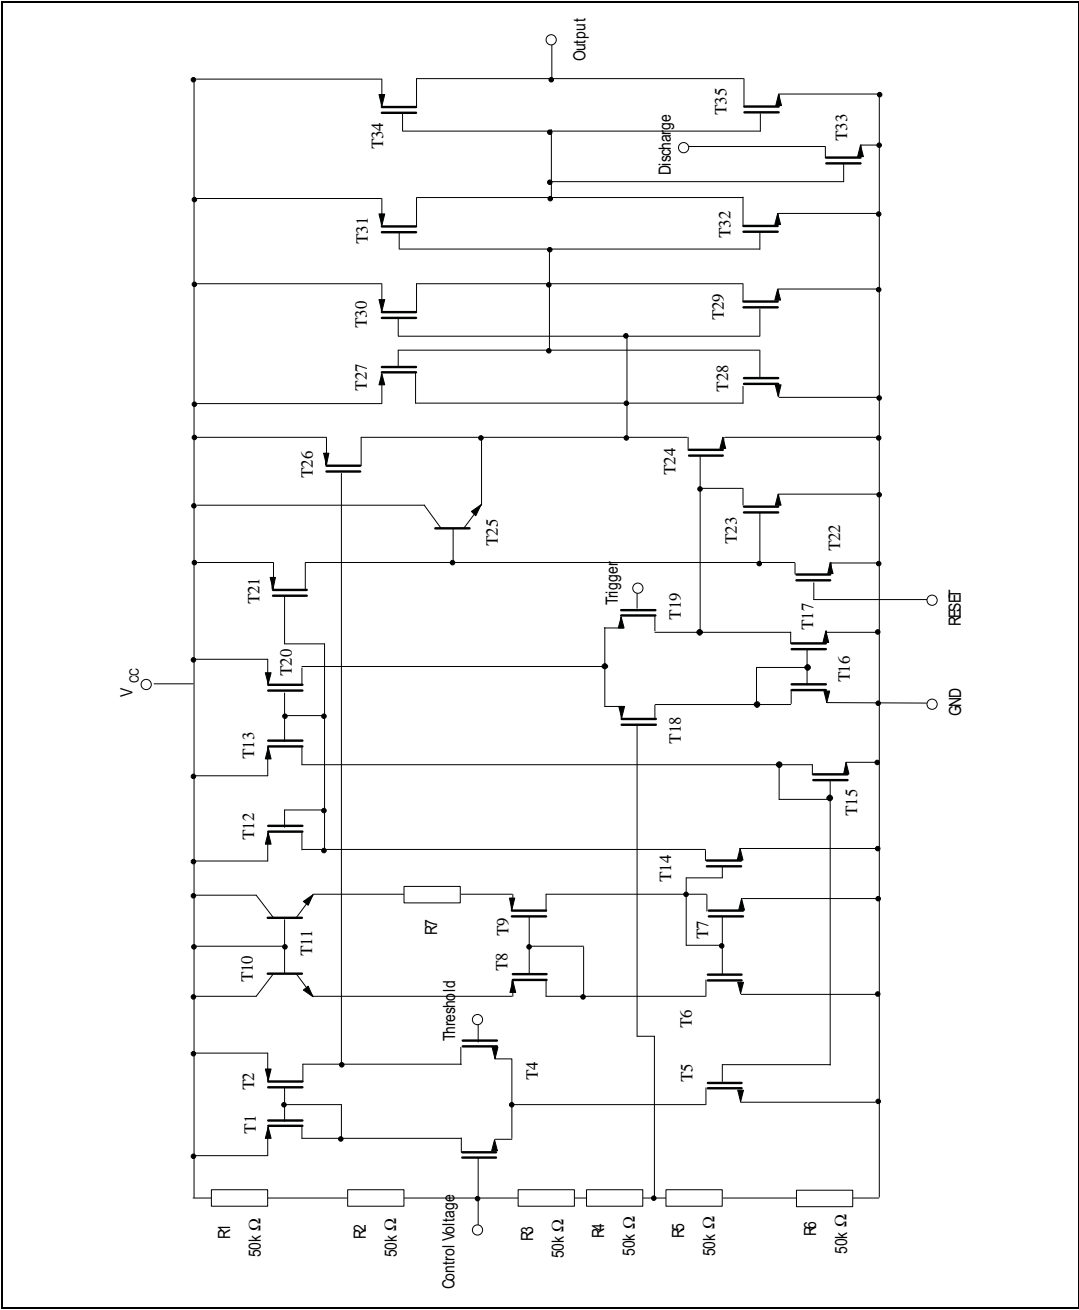 R1
50k Ω
R2
50k Ω
Control Voltage
R3
50k Ω
R4
50k Ω
R5
50k Ω
R6
50k Ω
T1
T2
Threshold
T4
T5
T10
T11
T8
T9
R7
T6
T7
T12
T14
T13
T15
V CC
T20
T18
T16
GND
T21
Trigger
T19
T17
RESET
T22
T25
T23
T26
T24
T27
T28
T30
T29
T31
T32
Discharge
T33
T34
T35
Output